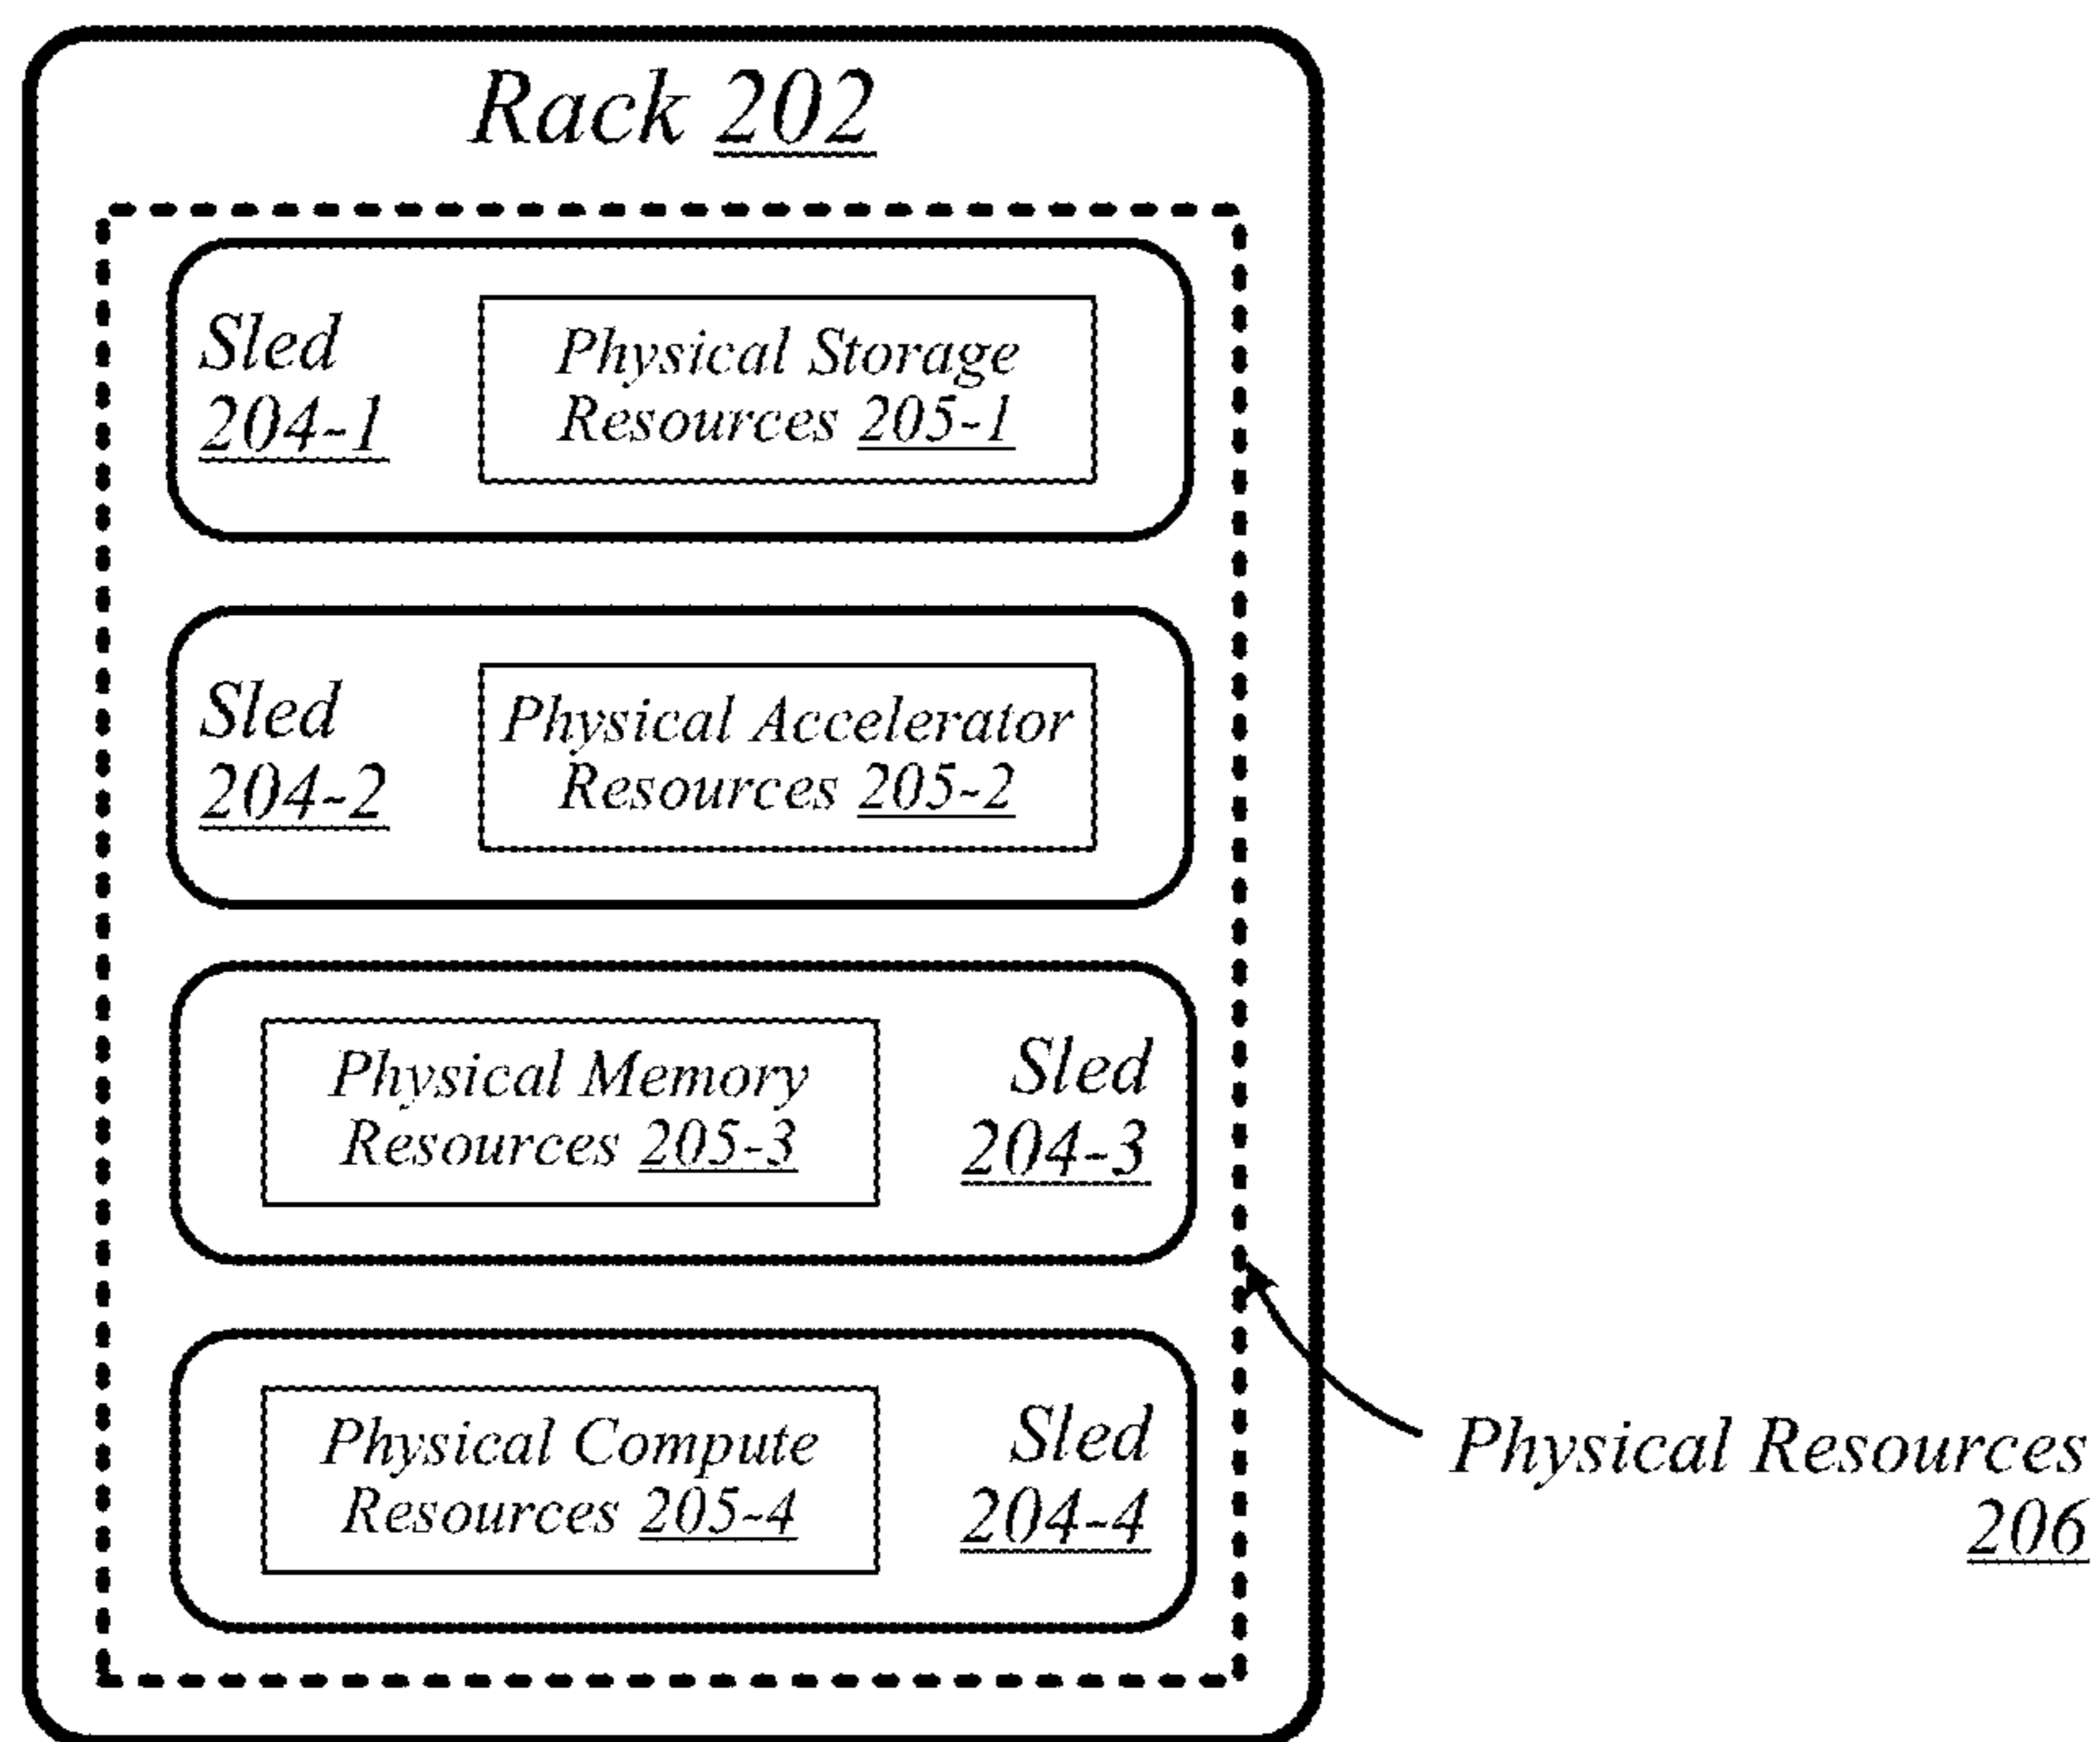 Rack 202
Sled
204-1
Physical Storage
Resources 205-1
Sled
204-2
Physical Accelerator
Resources 205-2
Physical Memory
Resources 205-3
Sled
204-3
Physical Compute
Resources 205-4
Sled
204-4
Physical Resources
206